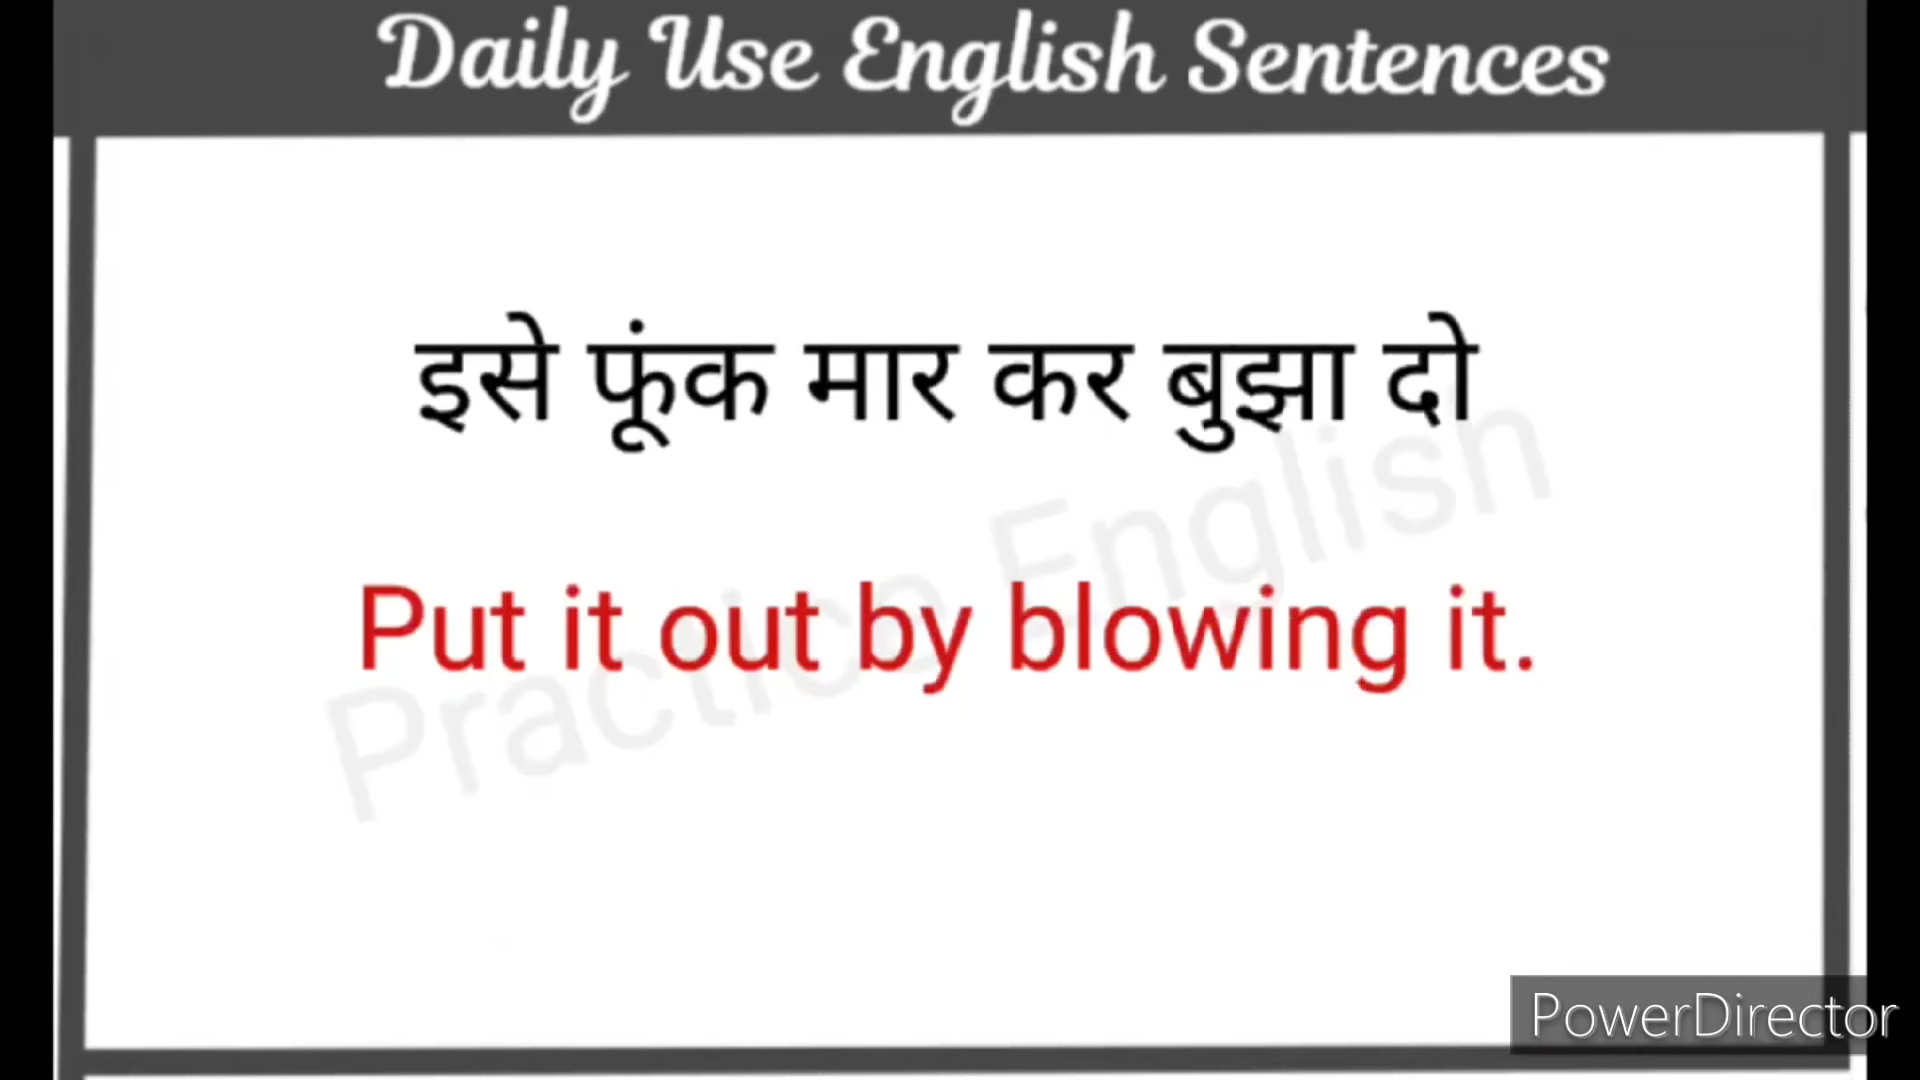 Daily Use English Sentences
इसे फूंक मार कर बुझा दो
Put it out by blowing it.
Practice English
PowerDirector